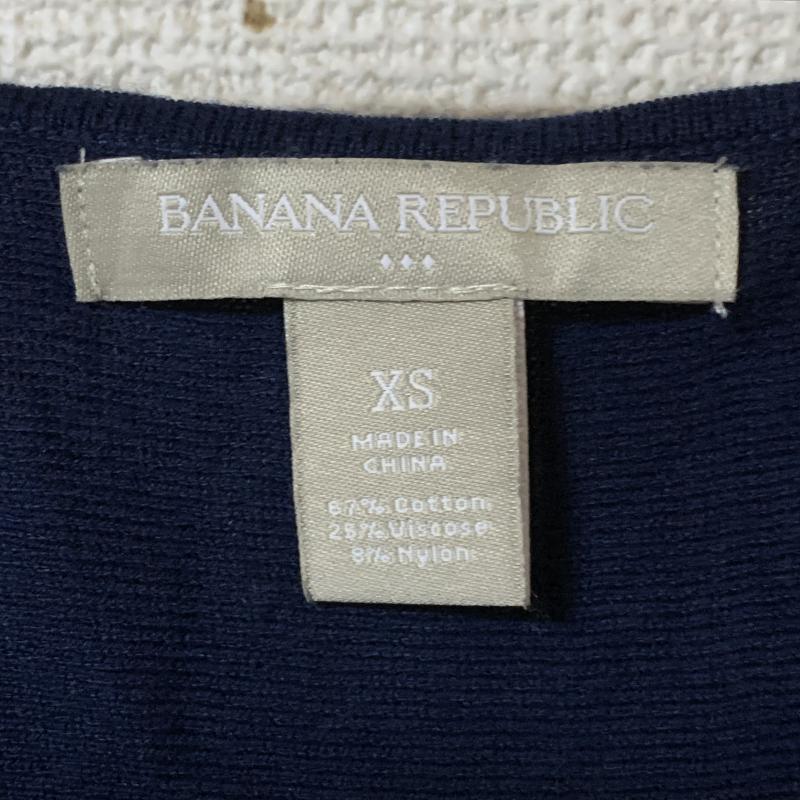 BANANA REPUBLIC
XS
MADE IN
CHINA
67% Cotton
25% Viscose
8% Nylon